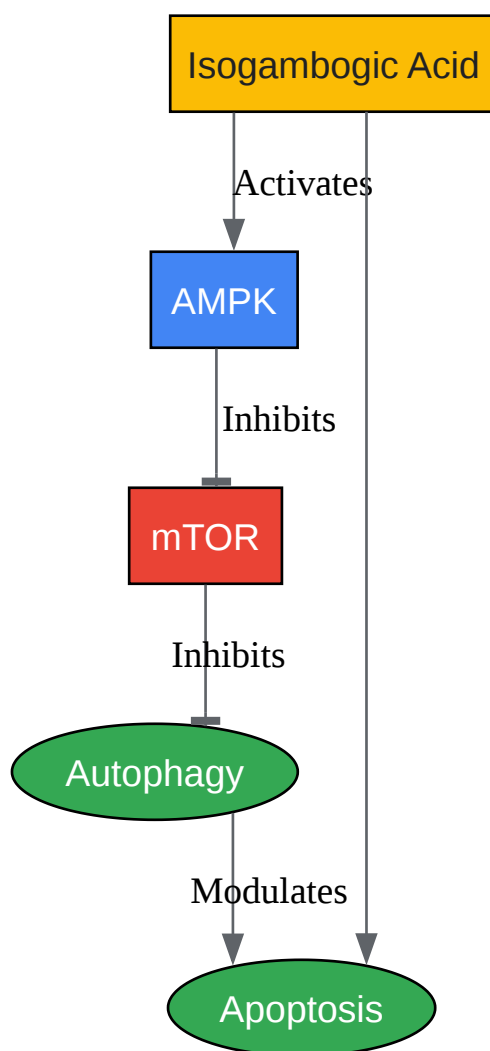 Isogambogic Acid
Activates
AMPK
Inhibits
mTOR
Inhibits
Autophagy
Modulates
Apoptosis